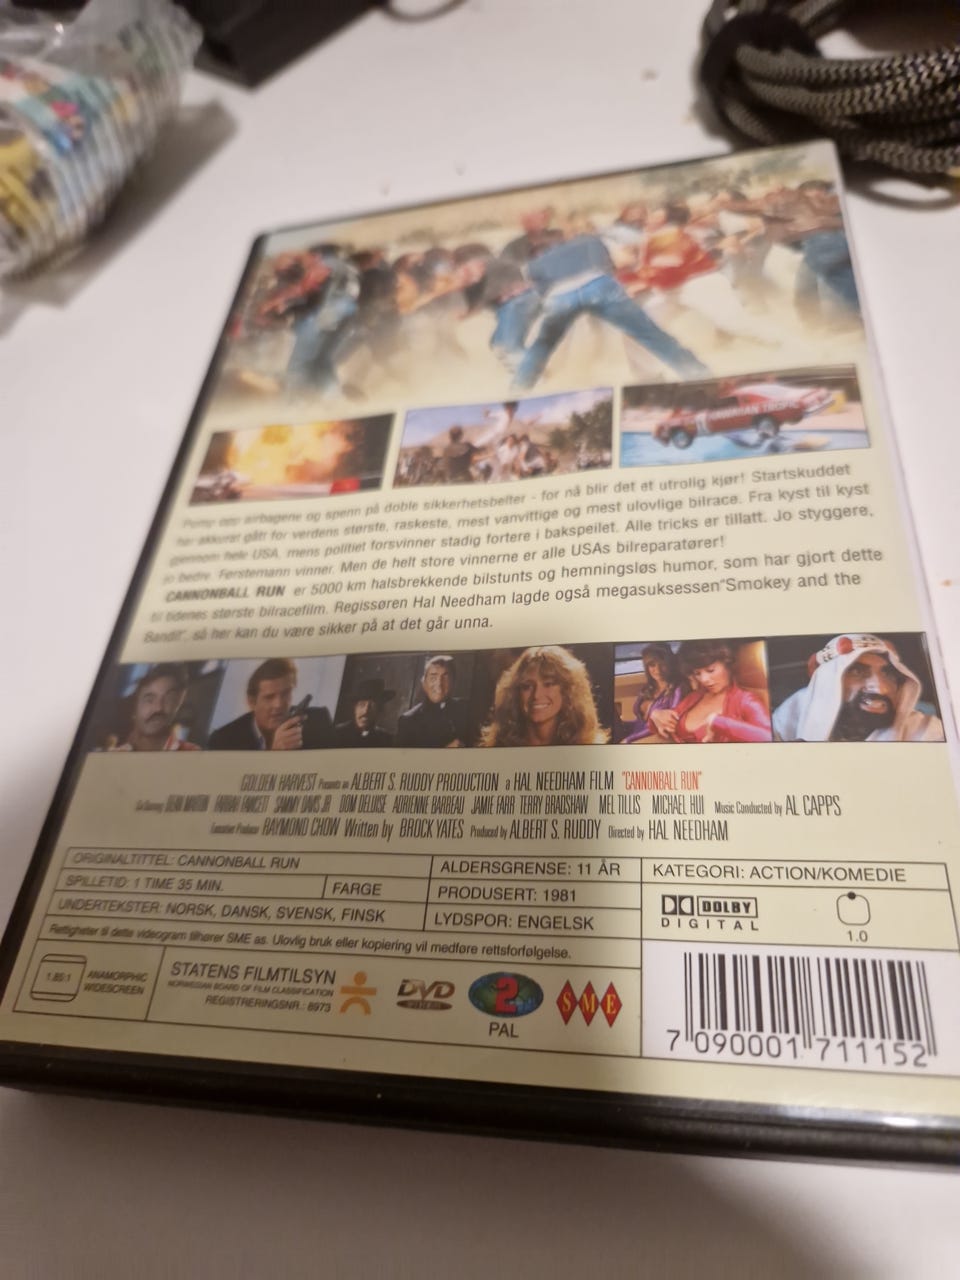 HAWAIIAN TROPIC
Pump opp airbagene og spenn på doble sikkerhetsbelter - for nå blir det et utrolig kjør! Startskuddet
har akkurat gått for verdens største, raskeste, mest vanvittige og mest ulovlige bilrace. Fra kyst til kyst
gjennom hele USA, mens politiet forsvinner stadig fortere i bakspeilet. Alle tricks er tillatt. Jo styggere,
jo bedre. Førstemann vinner. Men de helt store vinnerne er alle USAs bilreparatører!
CANNONBALL RUN er 5000 km halsbrekkende bilstunts og hemningsløs humor, som har gjort dette
til tidenes største bilracefilm. Regissøren Hal Needham lagde også megasuksessen"Smokey and the
Bandit", så her kan du være sikker på at det går unna.
GOLDEN HARVEST Presents an ALBERT S. RUDDY PRODUCTION a HAL NEEDHAM FILM "CANNONBALL RUN"
Co-Starring DEAN MARTIN FARRAH FAWCETT SAMMY DAVIS JR DOM DELUISE ADRIENNE BARBEAU JAMIE FARR TERRY BRADSHAW MEL TILLIS MICHAEL HUI Music Conducted by AL CAPPS
Executive Producer RAYMOND CHOW Written by BROCK YATES Produced by ALBERT S. RUDDY Directed by HAL NEEDHAM
ORIGINALTITTEL: CANNONBALL RUN
ALDERSGRENSE: 11 ÅR
KATEGORI: ACTION/KOMEDIE
SPILLETID: 1 TIME 35 MIN.
FARGE
PRODUSERT: 1981
UNDERTEKSTER: NORSK, DANSK, SVENSK, FINSK
LYDSPOR: ENGELSK
DOLBY
DIGITAL
1.0
Rettigheter til dette videogram tilhører SME as. Ulovlig bruk eller kopiering vil medføre rettsforfølgelse.
1.85:1
ANAMORPHIC
WIDESCREEN
STATENS FILMTILSYN
NORWEGIAN BOARD OF FILM CLASSIFICATION
REGISTRERINGSNR.: 8973
DVD
VIDEO
2
PAL
SME
7 090001 711152